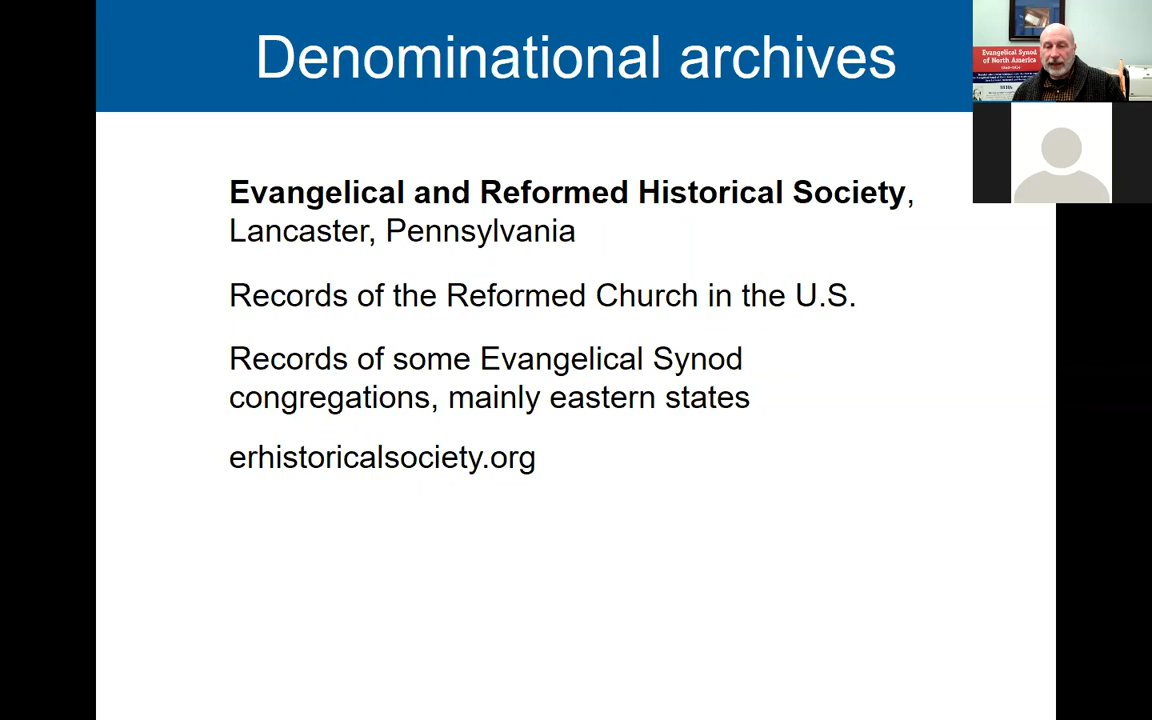 Denominational archives
Evangelical Synod
of North America
Evangelical and Reformed Historical Society,
Lancaster, Pennsylvania
Records of the Reformed Church in the U.S.
Records of some Evangelical Synod
congregations, mainly eastern states
erhistoricalsociety.org